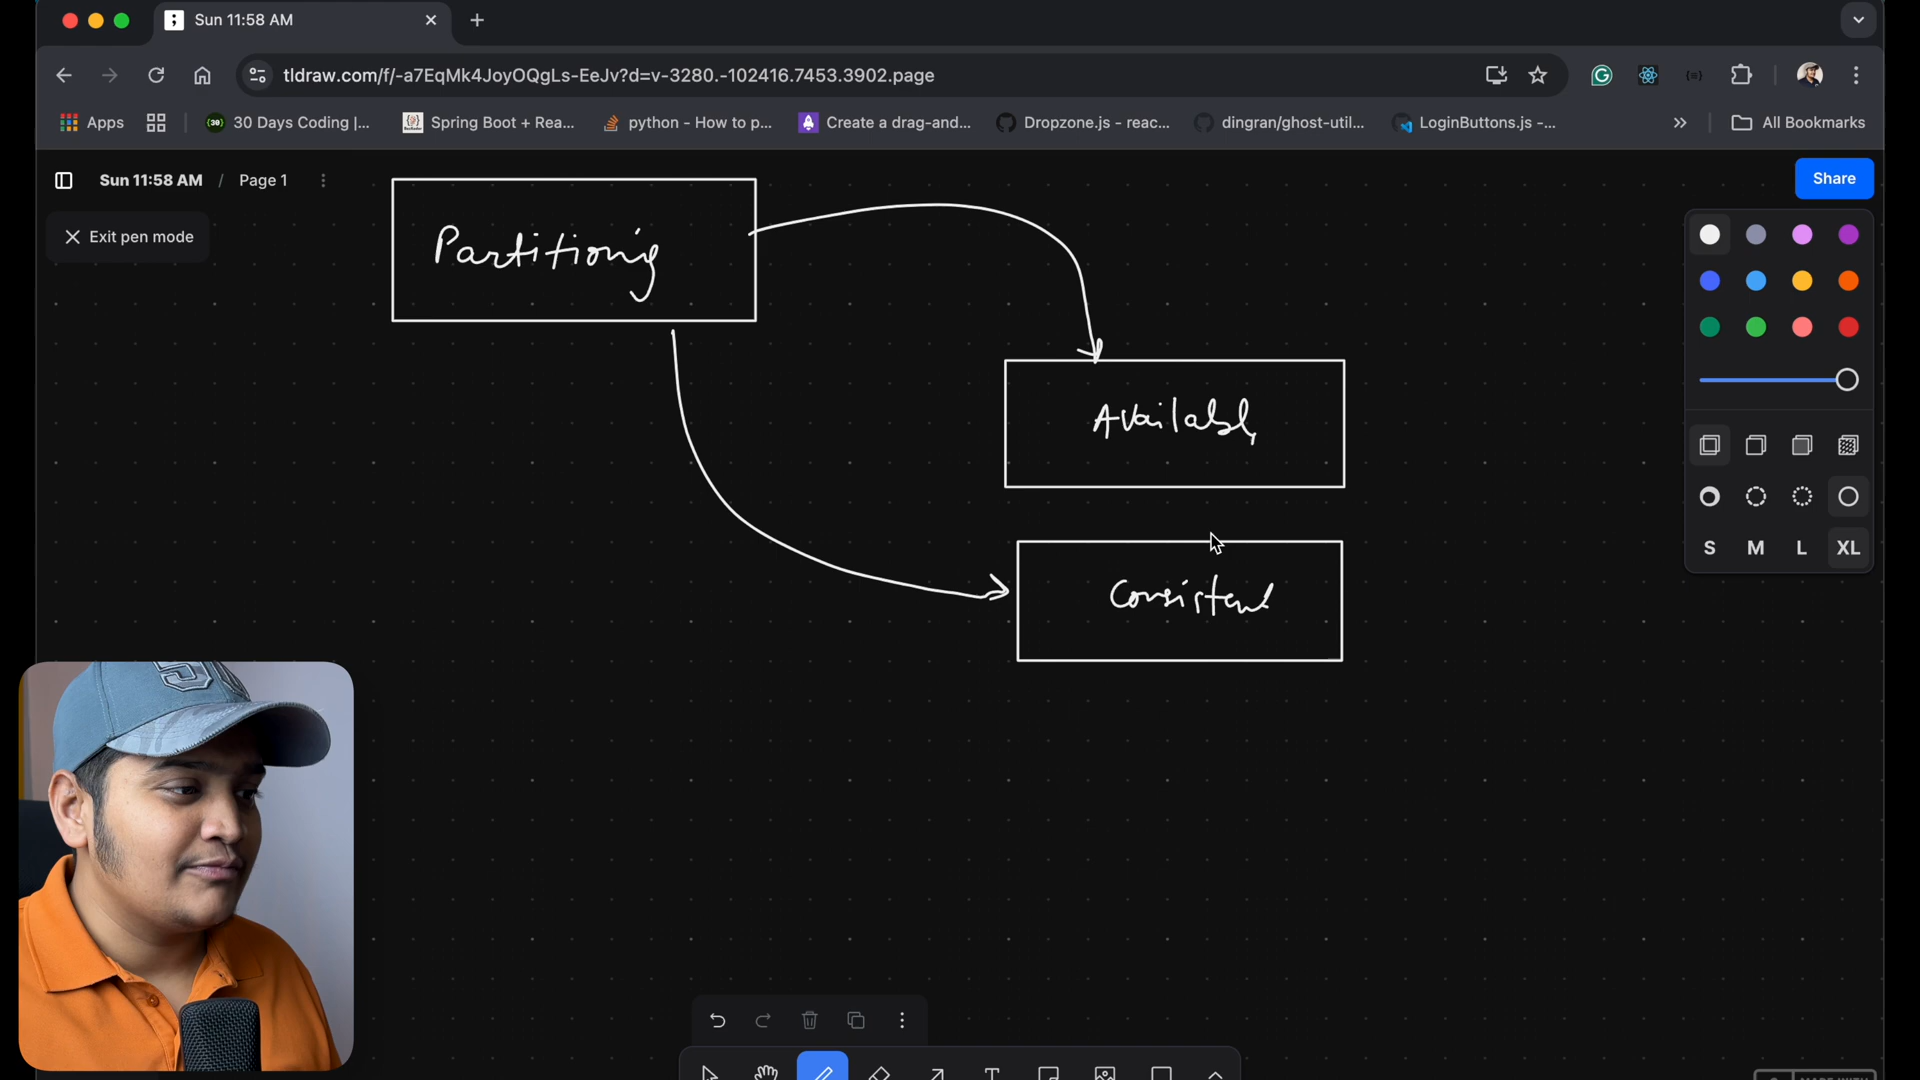 Sun 11:58 AM
tldraw.com/f/-a7EqMk4JoyOQgLs-EeJv?d=v-3280.-102416.7453.3902.page
Apps
30 Days Coding |...
Spring Boot + Rea...
python - How to p...
Create a drag-and...
Dropzone.js - reac...
dingran/ghost-util...
LoginButtons.js -...
All Bookmarks
Sun 11:58 AM / Page 1
Share
Exit pen mode
Partitioning
Available
Consistent
S M L XL